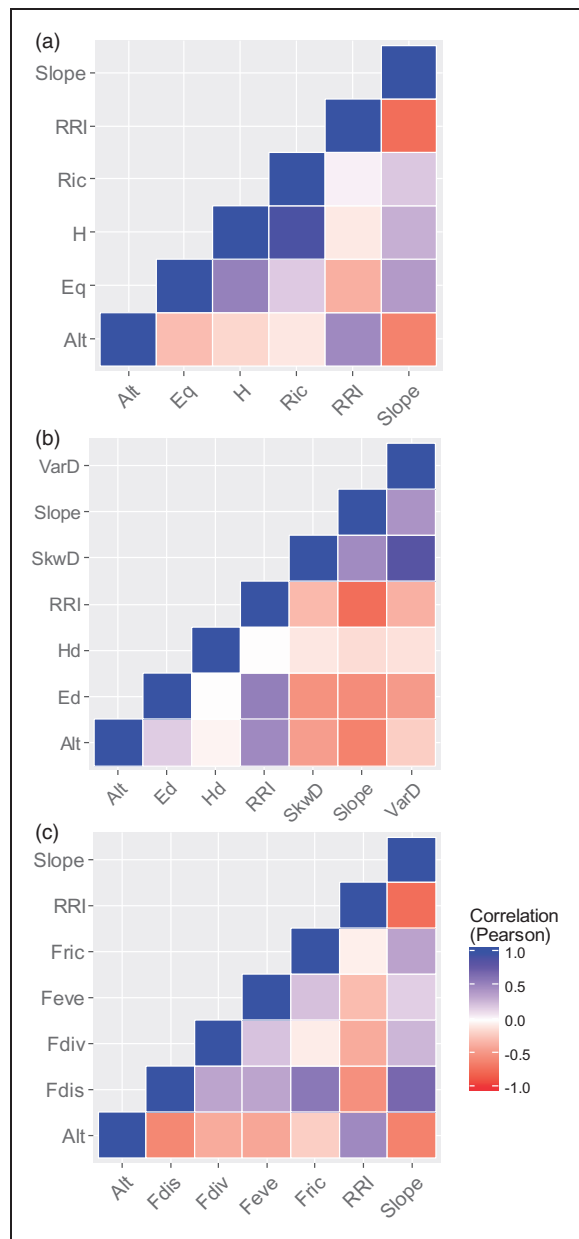 (a)
Slope
RRI
Ric
H
Eq
Alt
Alt Eq H Ric RRI Slope
(b)
VarD
Slope
SkwD
RRI
Hd
Ed
Alt
Alt Ed Hd RRI SkwD Slope VarD
(c)
Slope
RRI
Fric
Feve
Fdiv
Fdis
Alt
Alt Fdis Fdiv Feve Fric RRI Slope
Correlation
(Pearson)
1.0
0.5
0.0
-0.5
-1.0